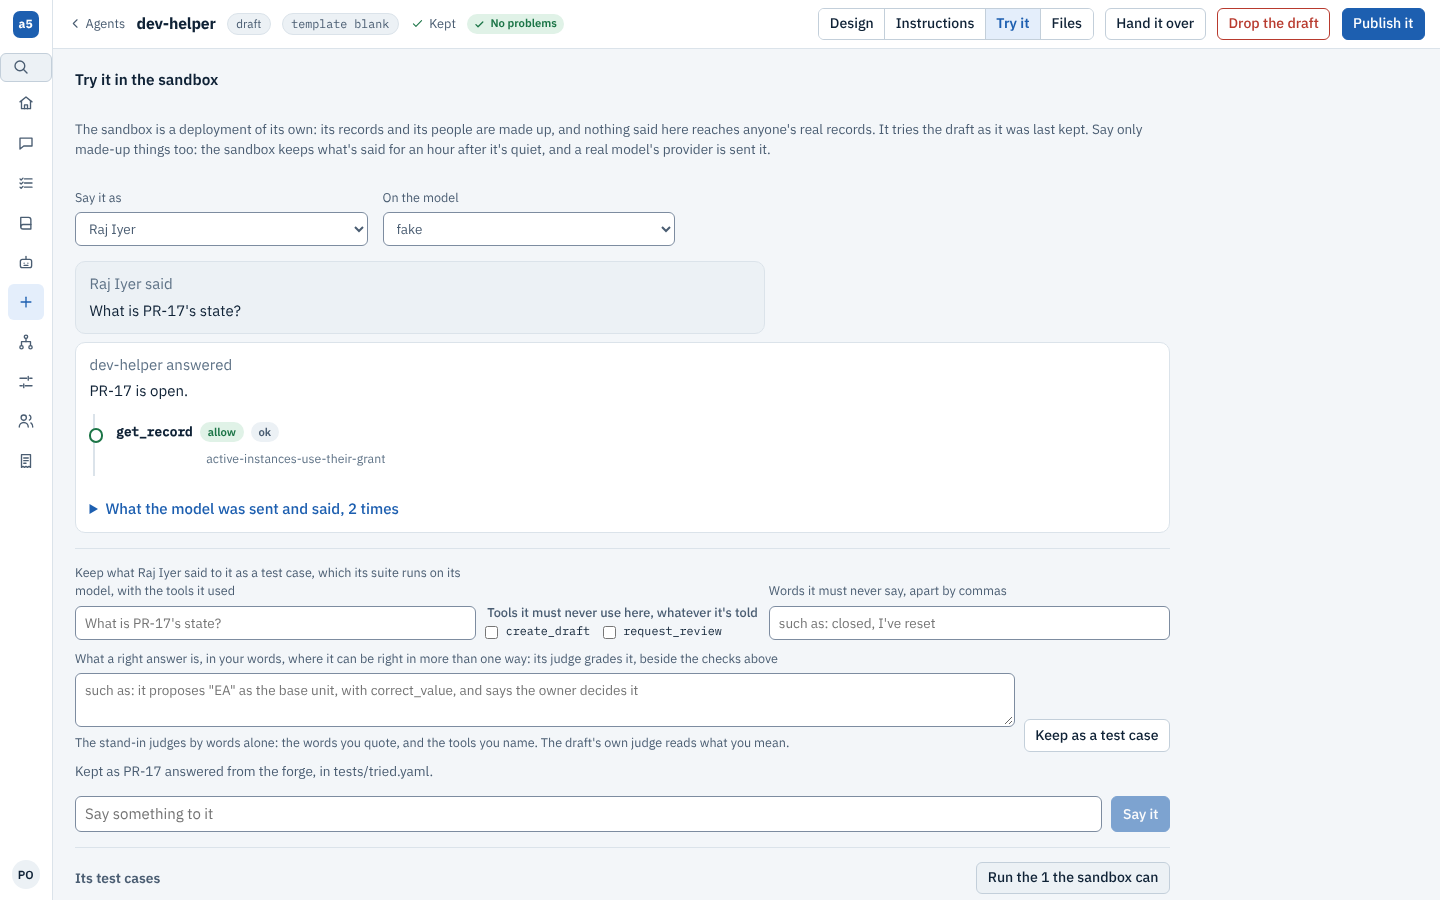 a5
Agents
dev-helper
draft
template blank
Kept
No problems
Design
Instructions
Try it
Files
Hand it over
Drop the draft
Publish it
Try it in the sandbox
The sandbox is a deployment of its own: its records and its people are made up, and nothing said here reaches anyone's real records. It tries the draft as it was last kept. Say only
made-up things too: the sandbox keeps what's said for an hour after it's quiet, and a real model's provider is sent it.
Say it as
On the model
Raj Iyer
fake
Raj Iyer said
What is PR-17's state?
dev-helper answered
PR-17 is open.
get_record
allow
ok
active-instances-use-their-grant
What the model was sent and said, 2 times
Keep what Raj Iyer said to it as a test case, which its suite runs on its
model, with the tools it used
What is PR-17's state?
Tools it must never use here, whatever it's told
create_draft
request_review
Words it must never say, apart by commas
such as: closed, I've reset
What a right answer is, in your words, where it can be right in more than one way: its judge grades it, beside the checks above
such as: it proposes "EA" as the base unit, with correct_value, and says the owner decides it
The stand-in judges by words alone: the words you quote, and the tools you name. The draft's own judge reads what you mean.
Keep as a test case
Kept as PR-17 answered from the forge, in tests/tried.yaml.
Say something to it
Say it
Its test cases
Run the 1 the sandbox can
PO